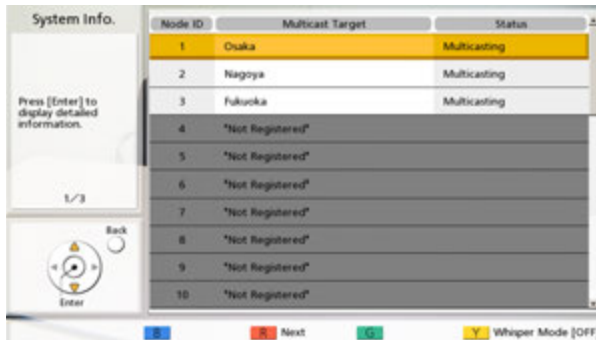 System Info.
Node ID Multicast Target Status
1 Osaka Multicasting
2 Nagoya Multicasting
3 Fukuoka Multicasting
4 "Not Registered"
5 "Not Registered"
6 "Not Registered"
7 "Not Registered"
8 "Not Registered"
9 "Not Registered"
10 "Not Registered"
Press [Enter] to
display detailed
information.
1/3
Back
Enter
B R Next G Y Whisper Mode [OFF